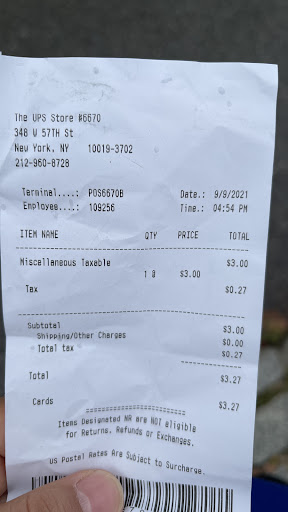 The UPS Store #6670
348 W 57TH St
New York, NY 10019-3702
212-960-8728
Terminal....: POS6670B Date.: 9/9/2021
Employee....: 109256 Time.: 04:54 PM
ITEM NAME QTY PRICE TOTAL
Miscellaneous Taxable $3.00
1 @ $3.00
Tax $0.27
Subtotal $3.00
Shipping/Other Charges $0.00
Total tax $0.27
Total $3.27
Cards $3.27
Items Designated NR are NOT eligible
for Returns, Refunds or Exchanges.
US Postal Rates Are Subject to Surcharge.